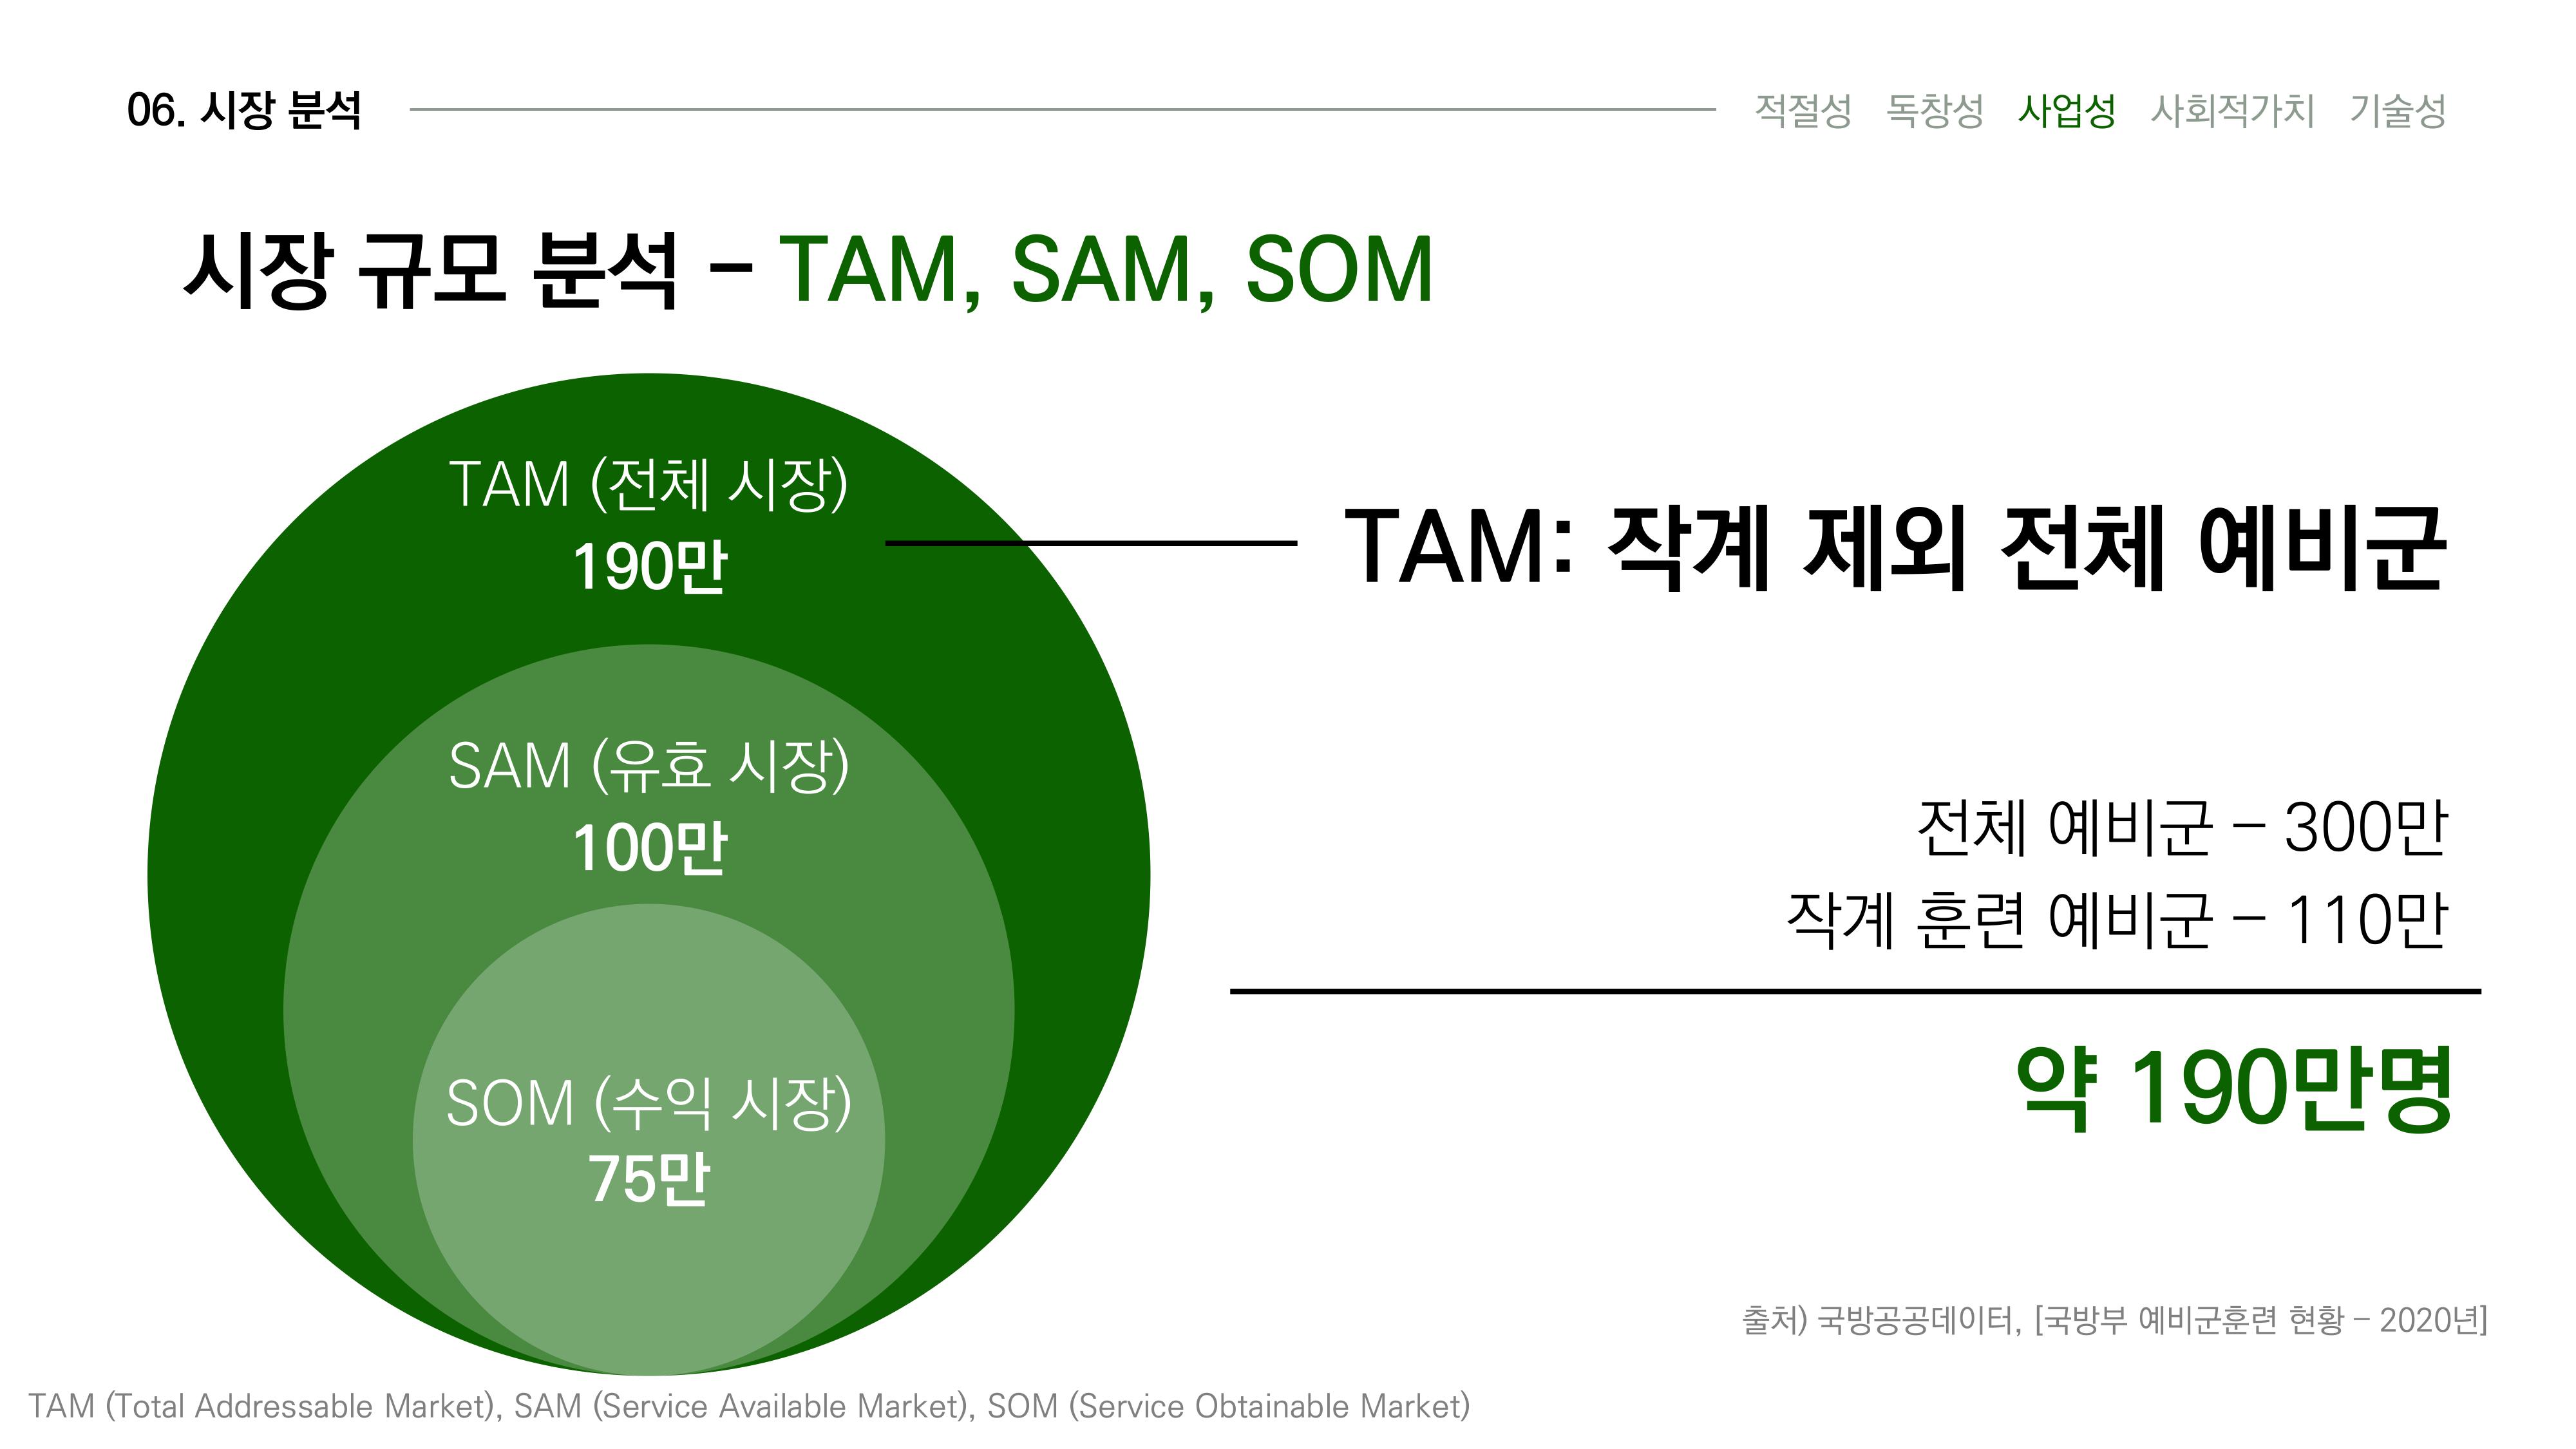 06. 시장 분석
적절성 독창성 사업성 사회적가치 기술성
시장 규모 분석 – TAM, SAM, SOM
TAM (전체 시장)
190만
SAM (유효 시장)
100만
SOM (수익 시장)
75만
TAM: 작계 제외 전체 예비군
전체 예비군 – 300만
작계 훈련 예비군 – 110만
약 190만명
출처) 국방공공데이터, [국방부 예비군훈련 현황 – 2020년]
TAM (Total Addressable Market), SAM (Service Available Market), SOM (Service Obtainable Market)